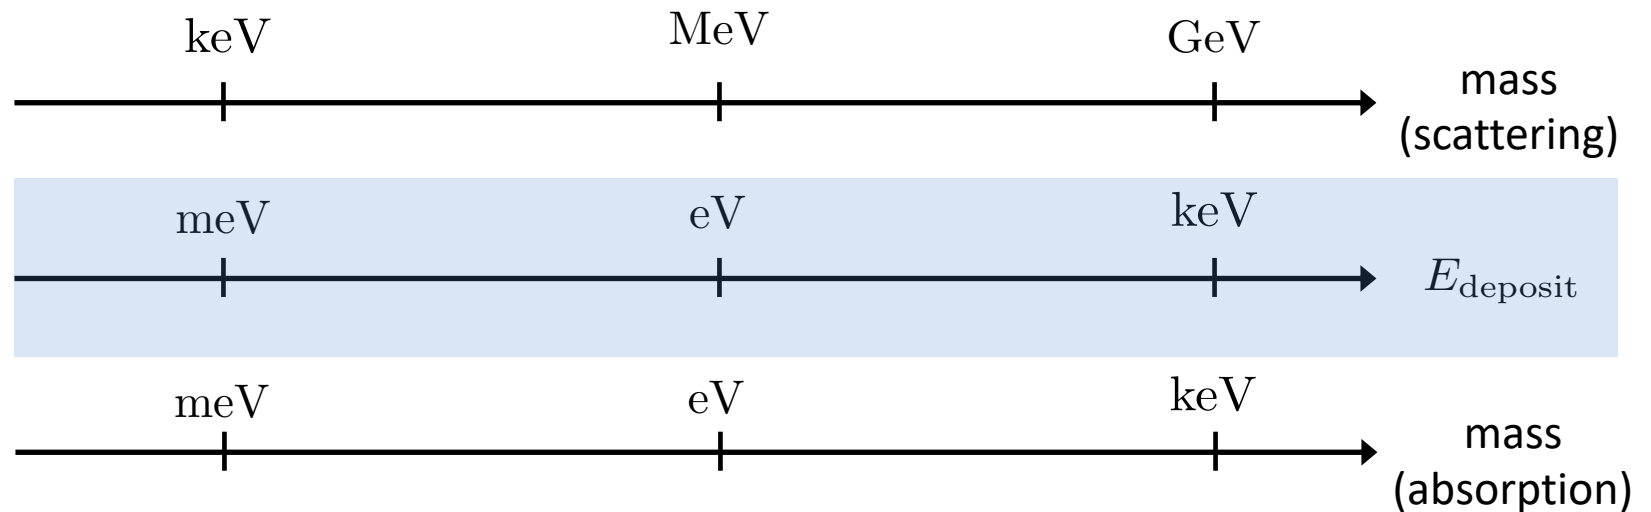 keV MeV GeV
mass
(scattering)
meV eV keV
E_deposit
meV eV keV
mass
(absorption)